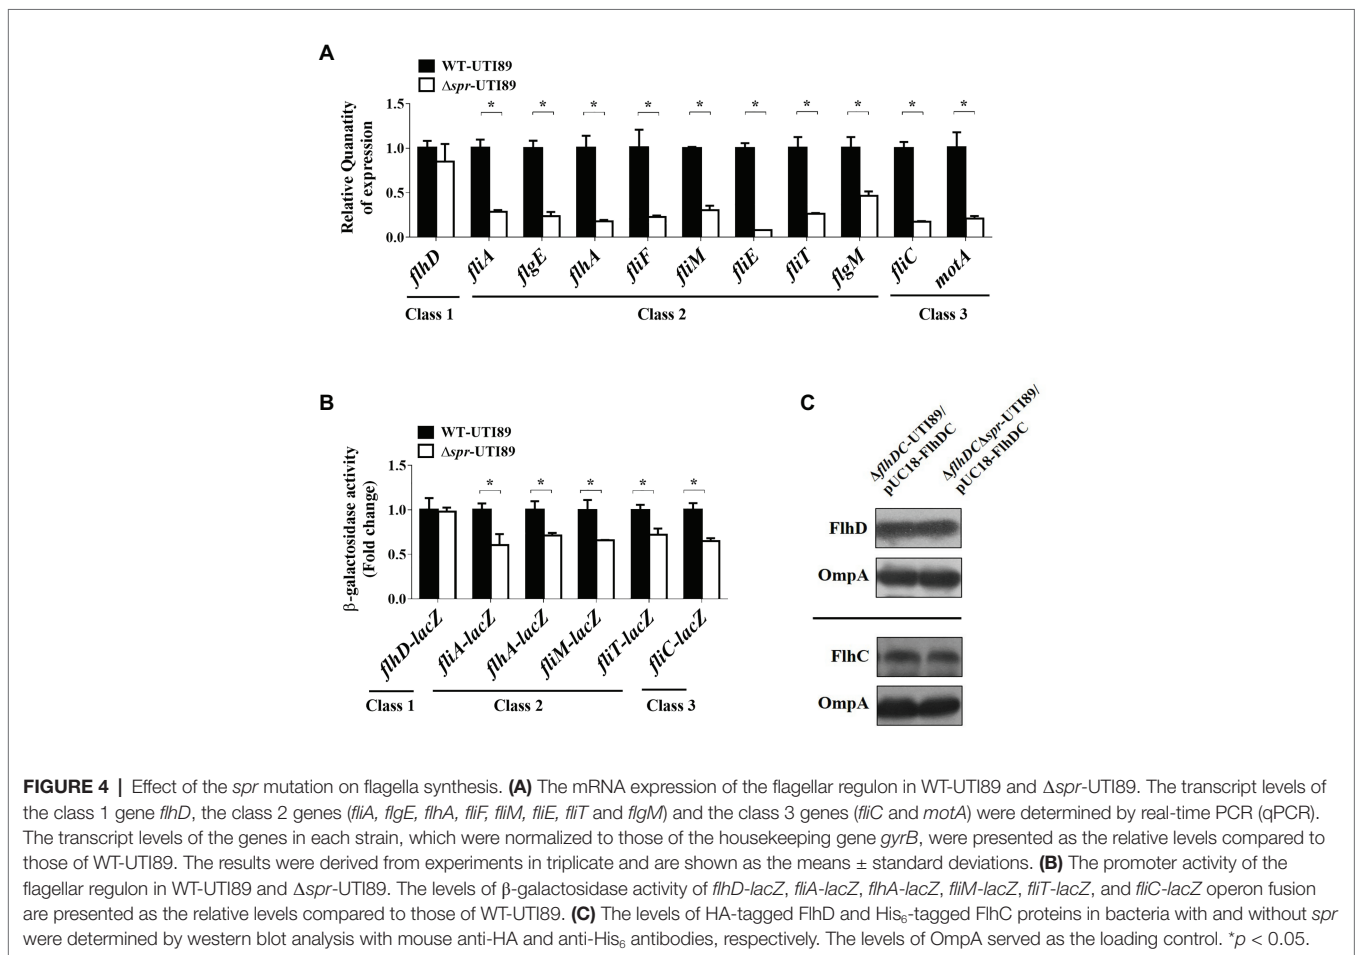 A
WT-UTI89
Δspr-UTI89
Relative Quanatity
of expression
1.5
1.0
0.5
0.0
* * * * * * * * * *
flhD fliA flgE flhA fliF fliM fliE fliT flgM fliC motA
Class 1 Class 2 Class 3
B
WT-UTI89
Δspr-UTI89
β-galactosidase activity
(Fold change)
1.5
1.0
0.5
0.0
* * * * *
flhD-lacZ fliA-lacZ flhA-lacZ fliM-lacZ fliT-lacZ fliC-lacZ
Class 1 Class 2 Class 3
C
ΔflhDC-UTI89/
pUC18-FlhDC
ΔflhDCΔspr-UTI89/
pUC18-FlhDC
FlhD
OmpA
FlhC
OmpA
FIGURE 4 | Effect of the spr mutation on flagella synthesis. (A) The mRNA expression of the flagellar regulon in WT-UTI89 and Δspr-UTI89. The transcript levels of
the class 1 gene flhD, the class 2 genes (fliA, flgE, flhA, fliF, fliM, fliE, fliT and flgM) and the class 3 genes (fliC and motA) were determined by real-time PCR (qPCR).
The transcript levels of the genes in each strain, which were normalized to those of the housekeeping gene gyrB, were presented as the relative levels compared to
those of WT-UTI89. The results were derived from experiments in triplicate and are shown as the means ± standard deviations. (B) The promoter activity of the
flagellar regulon in WT-UTI89 and Δspr-UTI89. The levels of β-galactosidase activity of flhD-lacZ, fliA-lacZ, flhA-lacZ, fliM-lacZ, fliT-lacZ, and fliC-lacZ operon fusion
are presented as the relative levels compared to those of WT-UTI89. (C) The levels of HA-tagged FlhD and His₆-tagged FlhC proteins in bacteria with and without spr
were determined by western blot analysis with mouse anti-HA and anti-His₆ antibodies, respectively. The levels of OmpA served as the loading control. *p < 0.05.